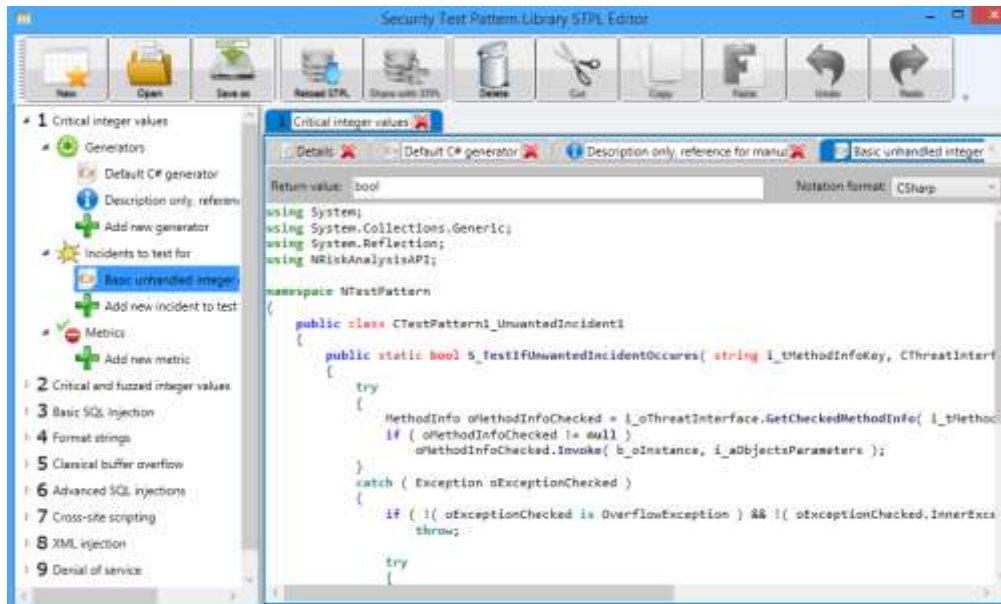 Security Test Pattern Library STPL Editor
New Open Save as Reload STPL Share with STPL Delete Cut Copy Paste Undo Redo
1 Critical integer values
Generators
Default C# generator
Description only, referen
Add new generator
Incidents to test for
Basic unhandled integer
Add new incident to test
Metrics
Add new metric
2 Critical and fuzzed integer values
3 Basic SQL Injection
4 Format strings
5 Classical buffer overflow
6 Advanced SQL injections
7 Cross-site scripting
8 XML injection
9 Denial of service
1 Critical integer values
Details Default C# generator Description only, reference for manu Basic unhandled integer
Return value: bool Notation format: CSharp
using System;
using System.Collections.Generic;
using System.Reflection;
using NRiskAnalysisAPI;
namespace NTestPattern
{
public class CTestPattern1_UnwantedIncident1
{
public static bool S_TestIfUnwantedIncidentOccures( string i_tMethodInfoKey, CThreatInterf
{
try
{
MethodInfo oMethodInfoChecked = i_oThreatInterface.GetCheckedMethodInfo( i_tMethod
if ( oMethodInfoChecked != null )
oMethodInfoChecked.Invoke( b_oInstance, i_aObjectsParameters );
}
catch ( Exception oExceptionChecked )
{
if ( !( oExceptionChecked is OverflowException ) && !( oExceptionChecked.InnerExce
throw;
try
{